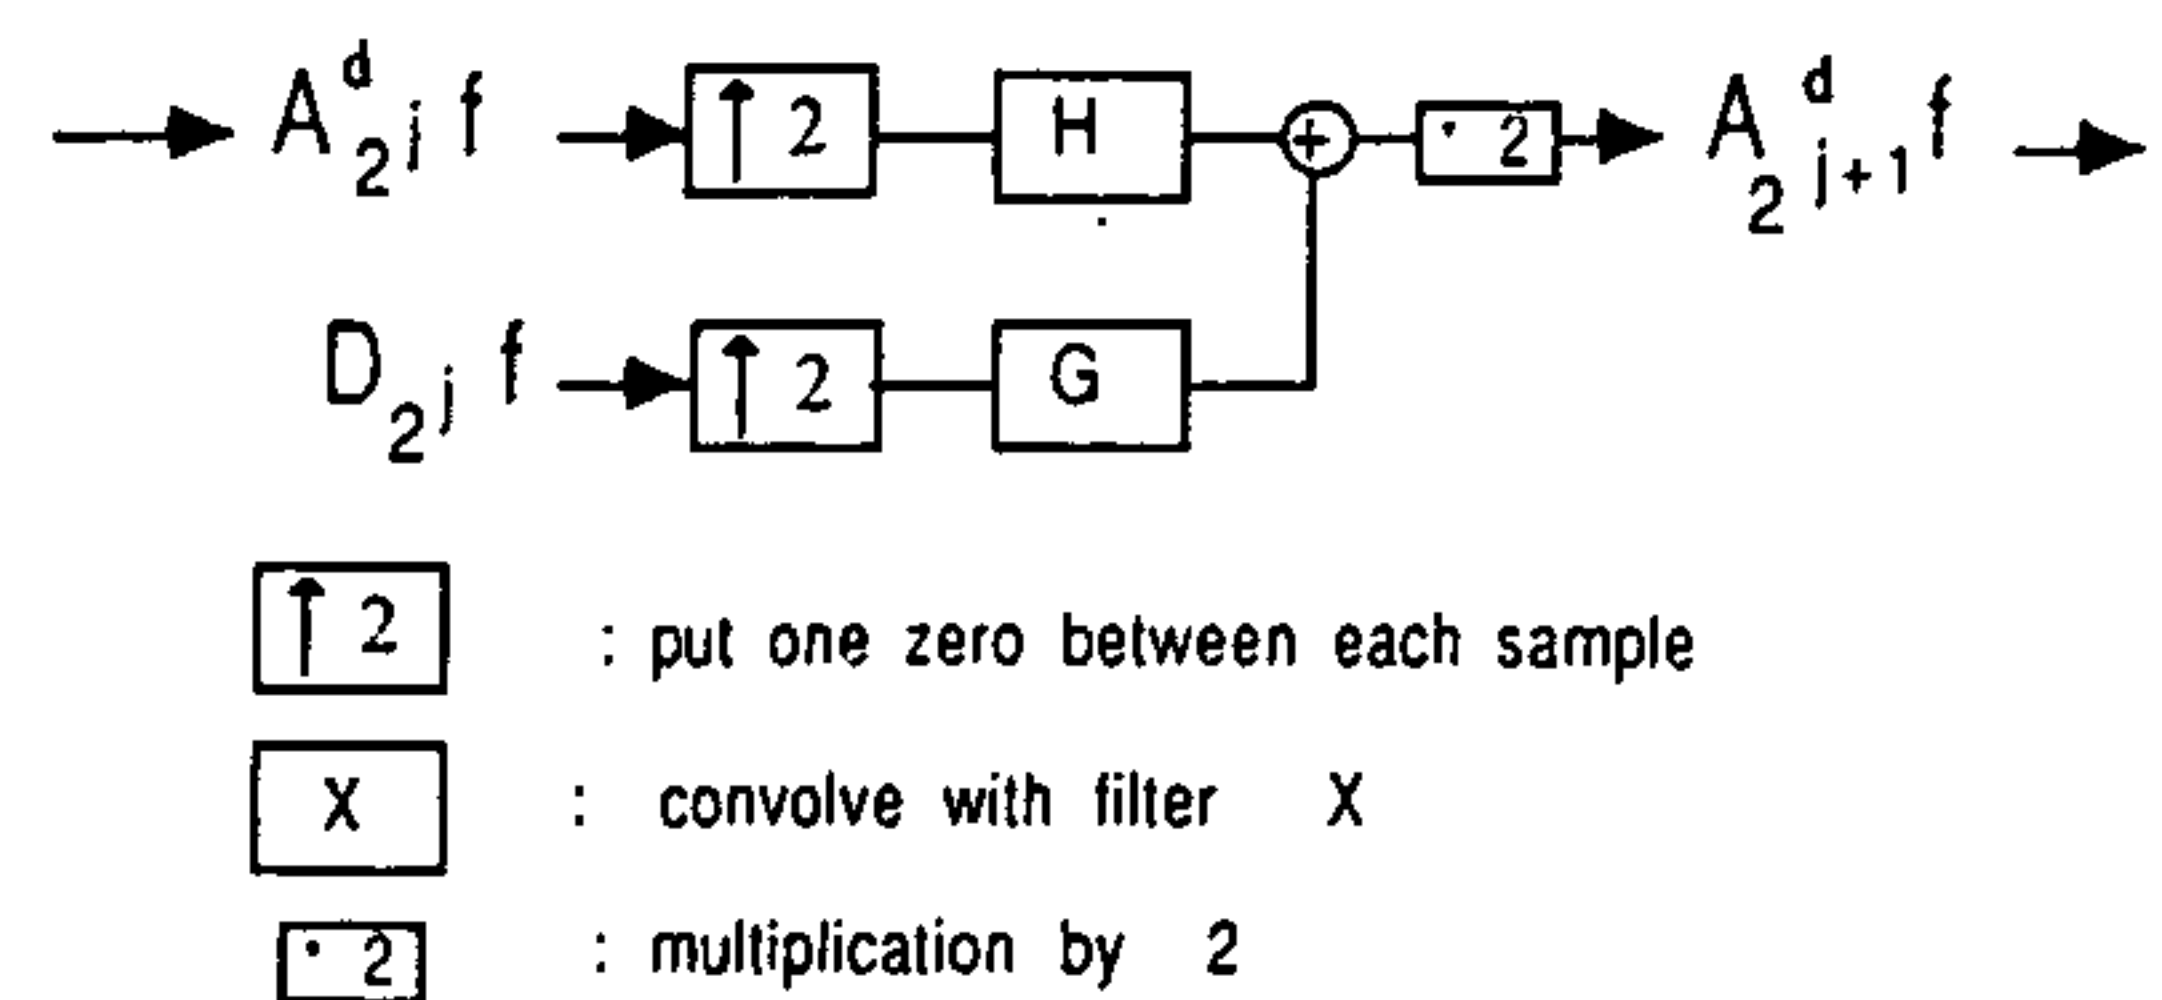 A^d_{2^j} f ↑ 2 H + · 2 A^d_{2^{j+1}} f
D_{2^j} f ↑ 2 G
↑ 2 : put one zero between each sample
X : convolve with filter X
· 2 : multiplication by 2